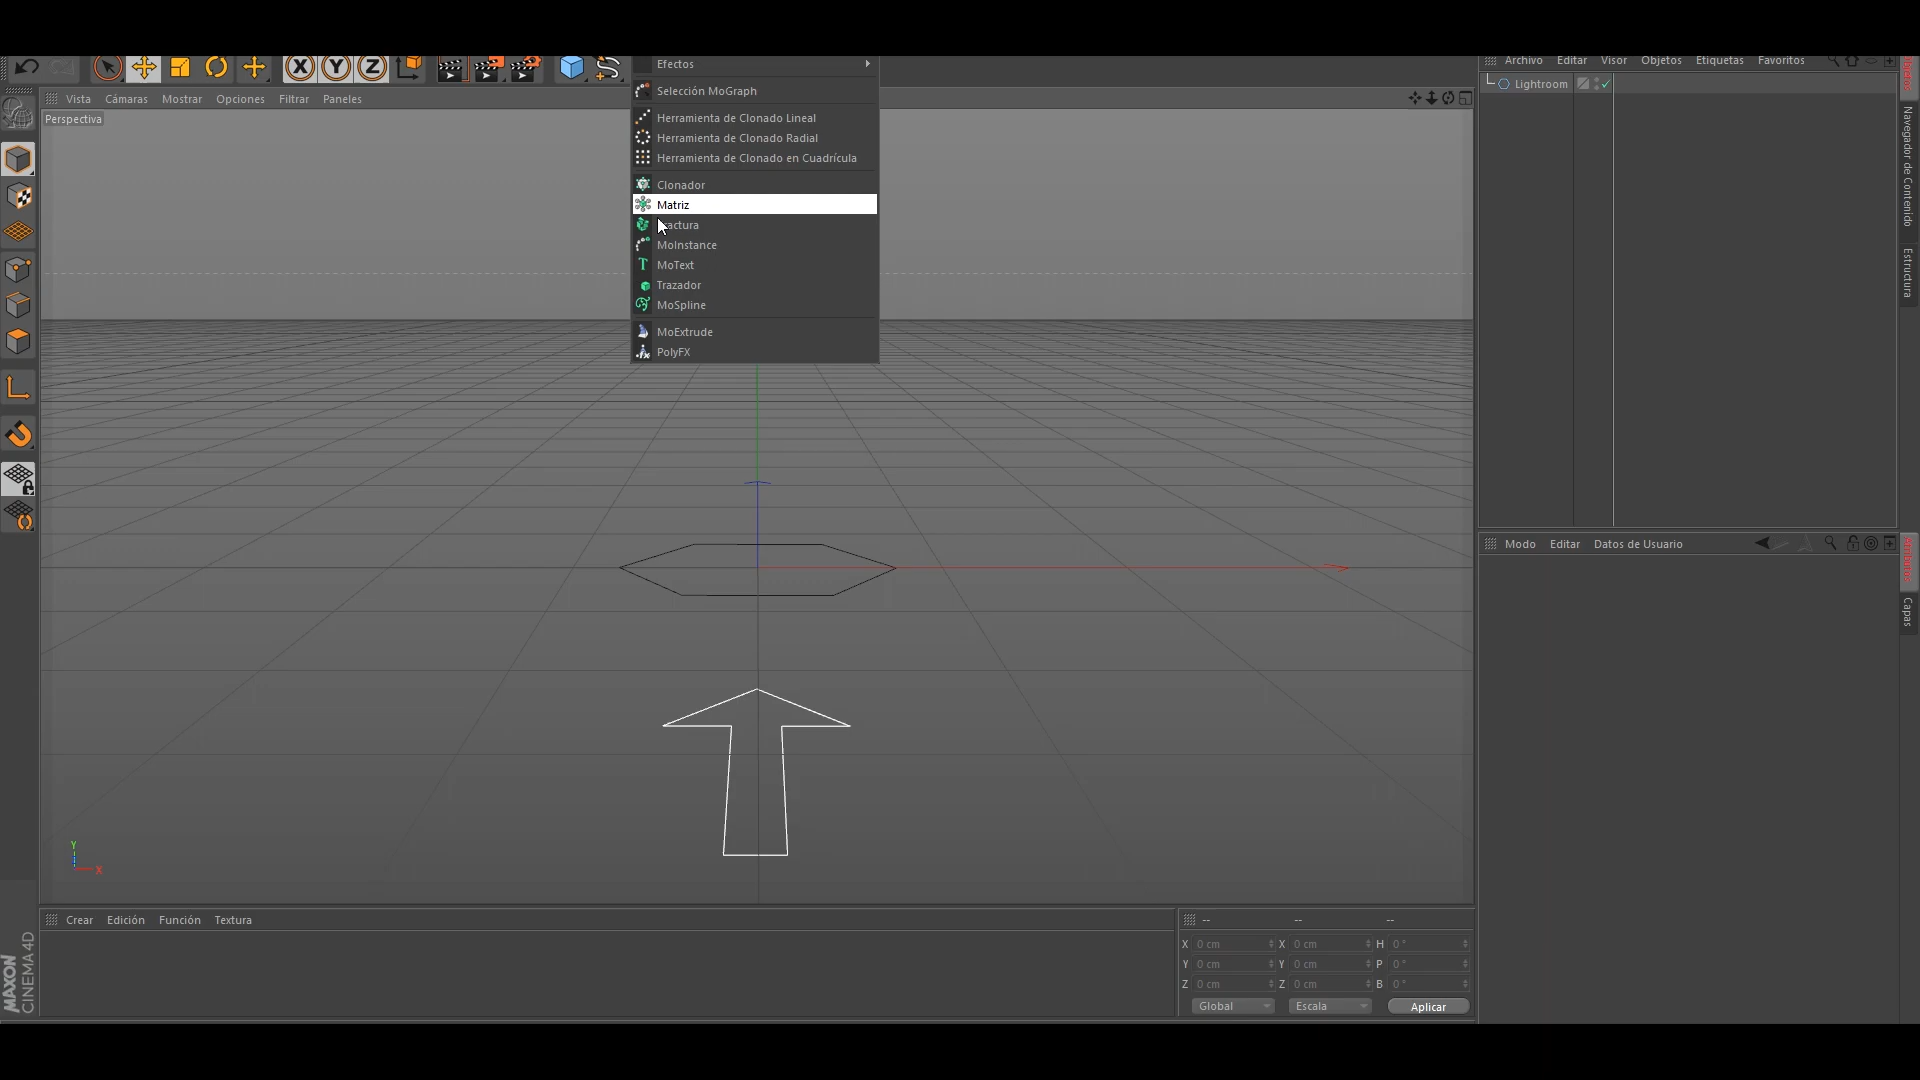 Efectos
Archivo Editar Visor Objetos Etiquetas Favoritos
X Y Z
Lightroom
Vista Cámaras Mostrar Opciones Filtrar Paneles
Perspectiva
Selección MoGraph
Herramienta de Clonado Lineal
Herramienta de Clonado Radial
Herramienta de Clonado en Cuadrícula
Clonador
Matriz
actura
MoInstance
MoText
Trazador
MoSpline
MoExtrude
PolyFX
Navegador de Contenido
Estructura
Modo Editar Datos de Usuario
Atributos
Capas
Y
X
Crear Edición Función Textura
-- -- --
X 0 cm X 0 cm H 0 °
Y 0 cm Y 0 cm P 0 °
Z 0 cm Z 0 cm B 0 °
Global Escala Aplicar
MAXON
CINEMA 4D